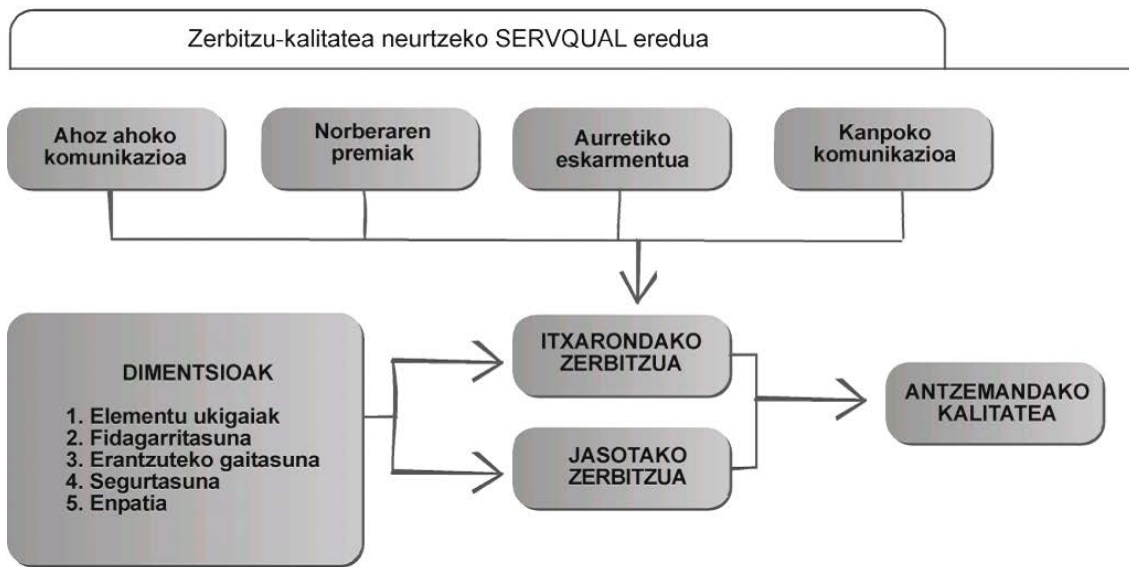 Zerbitzu-kalitatea neurtzeko SERVQUAL eredua
Ahoz ahoko
komunikazioa
Norberaren
premiak
Aurretiko
eskarmentua
Kanpoko
komunikazioa
DIMENTSIOAK
1. Elementu ukigaiak
2. Fidagarritasuna
3. Erantzuteko gaitasuna
4. Segurtasuna
5. Enpatia
ITXARONDAKO
ZERBITZUA
JASOTAKO
ZERBITZUA
ANTZEMANDAKO
KALITATEA